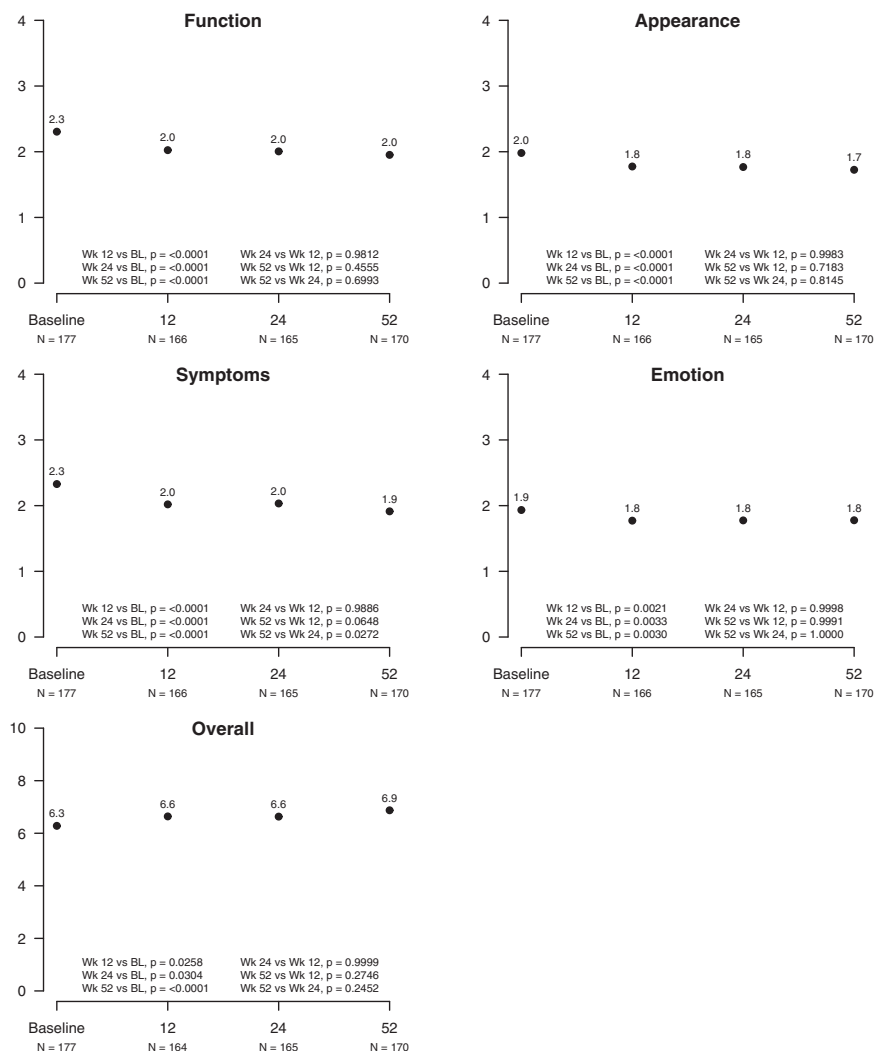 Function
4
3
2
1
0
2.3
2.0
2.0
2.0
Wk 12 vs BL, p = <0.0001 Wk 24 vs Wk 12, p = 0.9812
Wk 24 vs BL, p = <0.0001 Wk 52 vs Wk 12, p = 0.4555
Wk 52 vs BL, p = <0.0001 Wk 52 vs Wk 24, p = 0.6993
Baseline 12 24 52
N = 177 N = 166 N = 165 N = 170
Appearance
4
3
2
1
0
2.0
1.8
1.8
1.7
Wk 12 vs BL, p = <0.0001 Wk 24 vs Wk 12, p = 0.9983
Wk 24 vs BL, p = <0.0001 Wk 52 vs Wk 12, p = 0.7183
Wk 52 vs BL, p = <0.0001 Wk 52 vs Wk 24, p = 0.8145
Baseline 12 24 52
N = 177 N = 166 N = 165 N = 170
Symptoms
4
3
2
1
0
2.3
2.0
2.0
1.9
Wk 12 vs BL, p = <0.0001 Wk 24 vs Wk 12, p = 0.9886
Wk 24 vs BL, p = <0.0001 Wk 52 vs Wk 12, p = 0.0648
Wk 52 vs BL, p = <0.0001 Wk 52 vs Wk 24, p = 0.0272
Baseline 12 24 52
N = 177 N = 166 N = 165 N = 170
Emotion
4
3
2
1
0
1.9
1.8
1.8
1.8
Wk 12 vs BL, p = 0.0021 Wk 24 vs Wk 12, p = 0.9998
Wk 24 vs BL, p = 0.0033 Wk 52 vs Wk 12, p = 0.9991
Wk 52 vs BL, p = 0.0030 Wk 52 vs Wk 24, p = 1.0000
Baseline 12 24 52
N = 177 N = 166 N = 165 N = 170
Overall
10
8
6
4
2
0
6.3
6.6
6.6
6.9
Wk 12 vs BL, p = 0.0258 Wk 24 vs Wk 12, p = 0.9999
Wk 24 vs BL, p = 0.0304 Wk 52 vs Wk 12, p = 0.2746
Wk 52 vs BL, p = <0.0001 Wk 52 vs Wk 24, p = 0.2452
Baseline 12 24 52
N = 177 N = 164 N = 165 N = 170